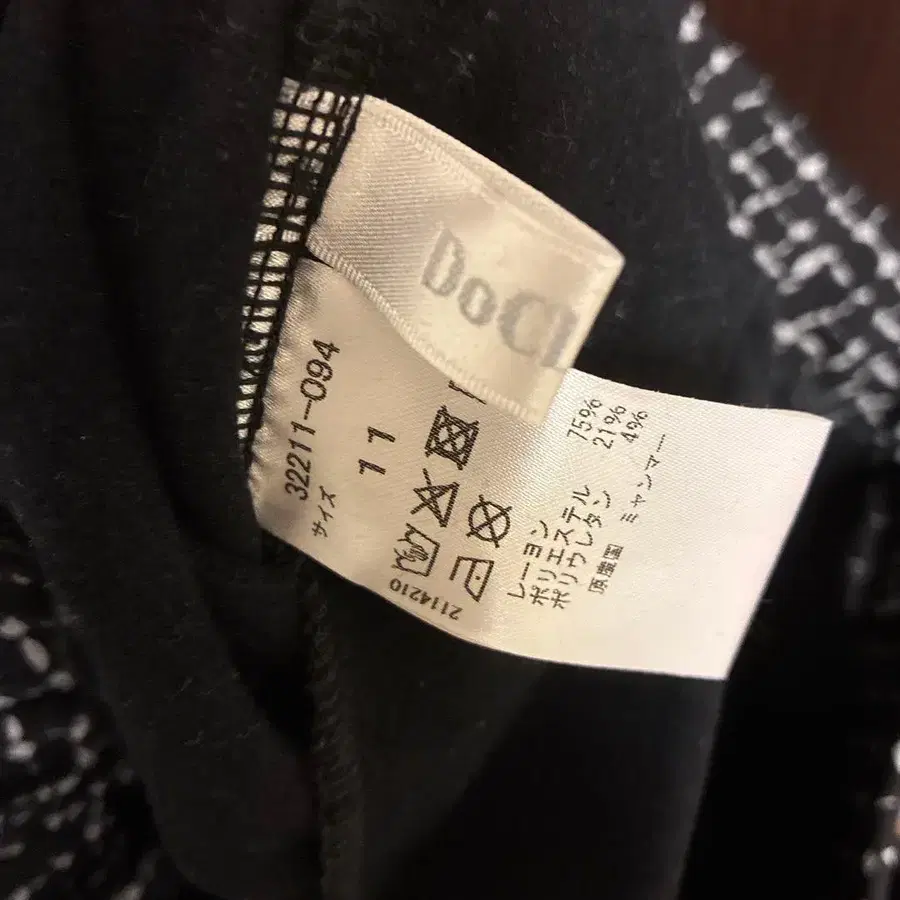 DoCL
32211-094
サイズ
11
2114210
レーヨン 75%
ポリエステル 21%
ポリウレタン 4%
原産国 ミャンマー